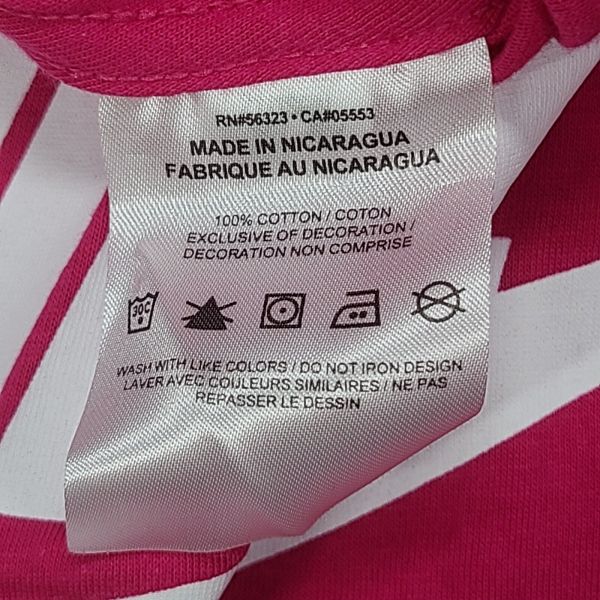 RN#56323 • CA#05553
MADE IN NICARAGUA
FABRIQUE AU NICARAGUA
100% COTTON / COTON
EXCLUSIVE OF DECORATION /
DECORATION NON COMPRISE
30C
WASH WITH LIKE COLORS / DO NOT IRON DESIGN
LAVER AVEC COULEURS SIMILAIRES / NE PAS
REPASSER LE DESSIN